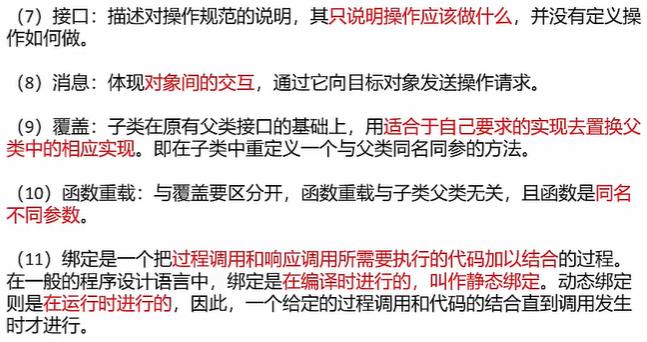 （7）接口：描述对操作规范的说明，其只说明操作应该做什么，并没有定义操
作如何做。
（8）消息：体现对象间的交互，通过它向目标对象发送操作请求。
（9）覆盖：子类在原有父类接口的基础上，用适合于自己要求的实现去置换父
类中的相应实现。即在子类中重定义一个与父类同名同参的方法。
（10）函数重载：与覆盖要区分开，函数重载与子类父类无关，且函数是同名
不同参数。
（11）绑定是一个把过程调用和响应调用所需要执行的代码加以结合的过程。
在一般的程序设计语言中，绑定是在编译时进行的，叫作静态绑定。动态绑定
则是在运行时进行的，因此，一个给定的过程调用和代码的结合直到调用发生
时才进行。